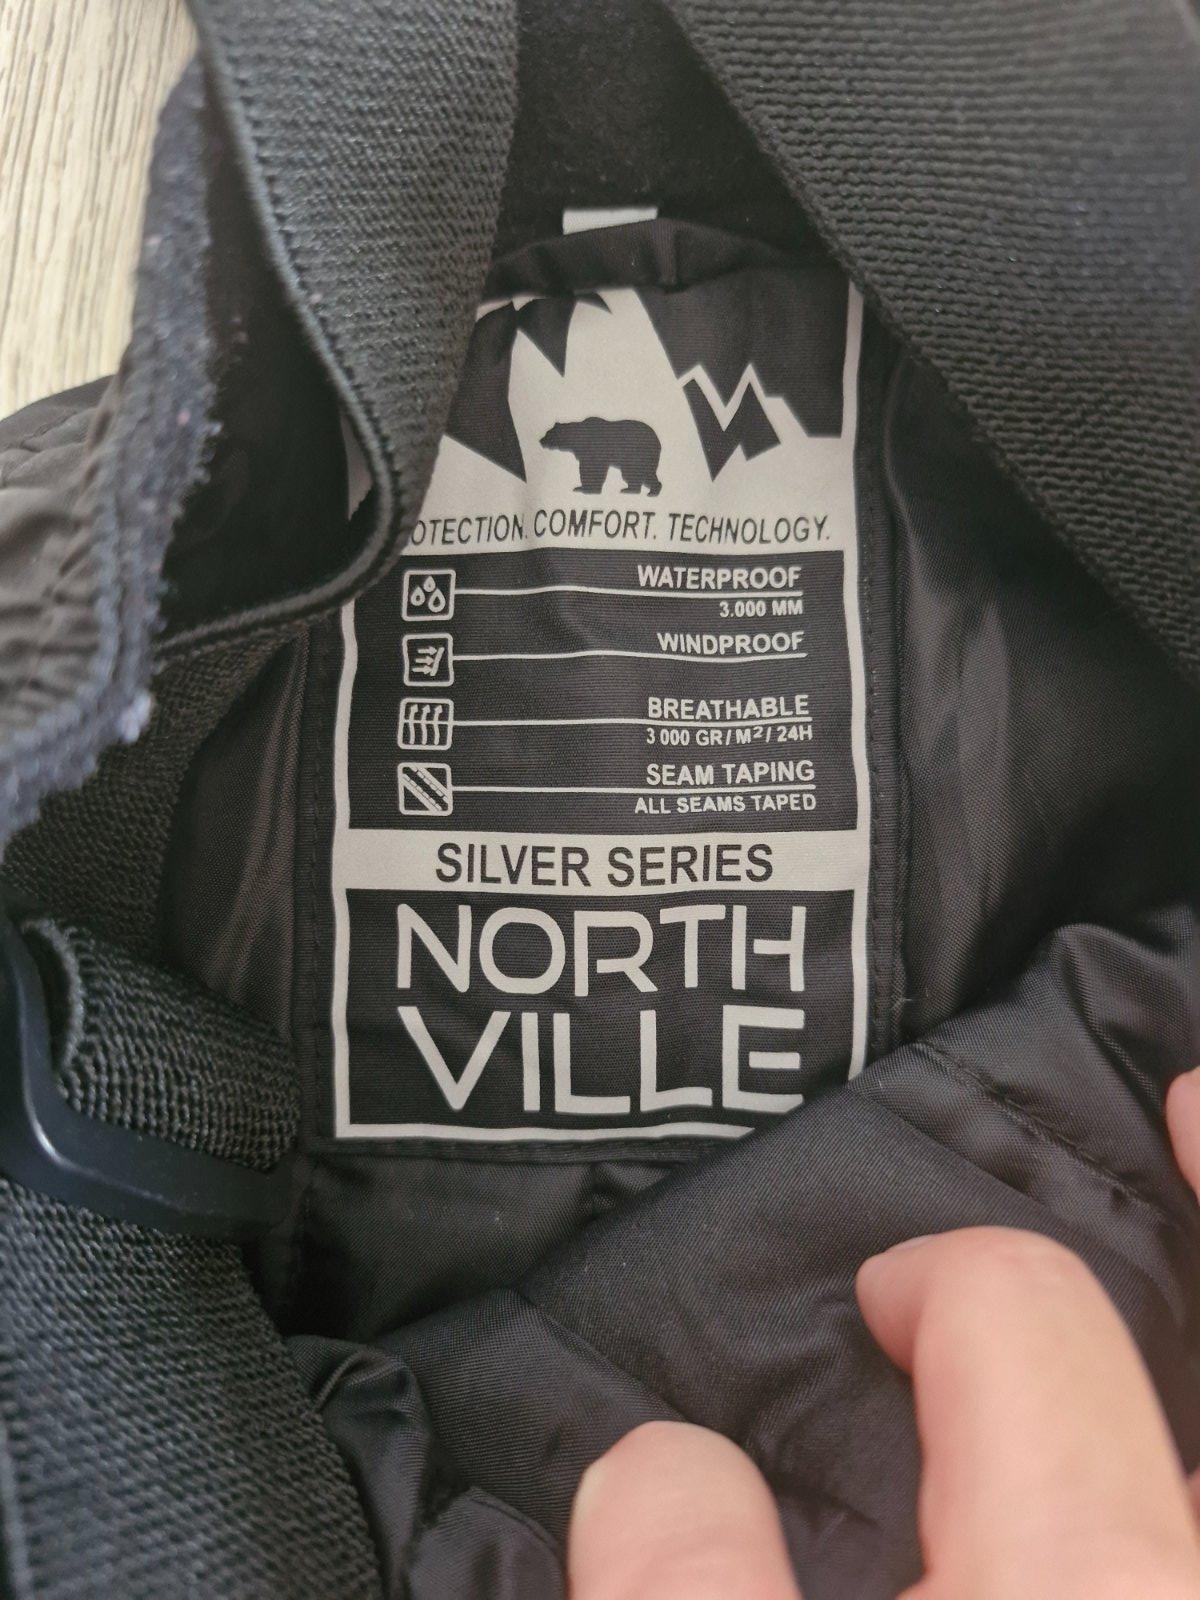 OTECTION. COMFORT. TECHNOLOGY.
WATERPROOF
3.000 MM
WINDPROOF
BREATHABLE
3 000 GR/M²/24H
SEAM TAPING
ALL SEAMS TAPED
SILVER SERIES
NORTH
VILLE